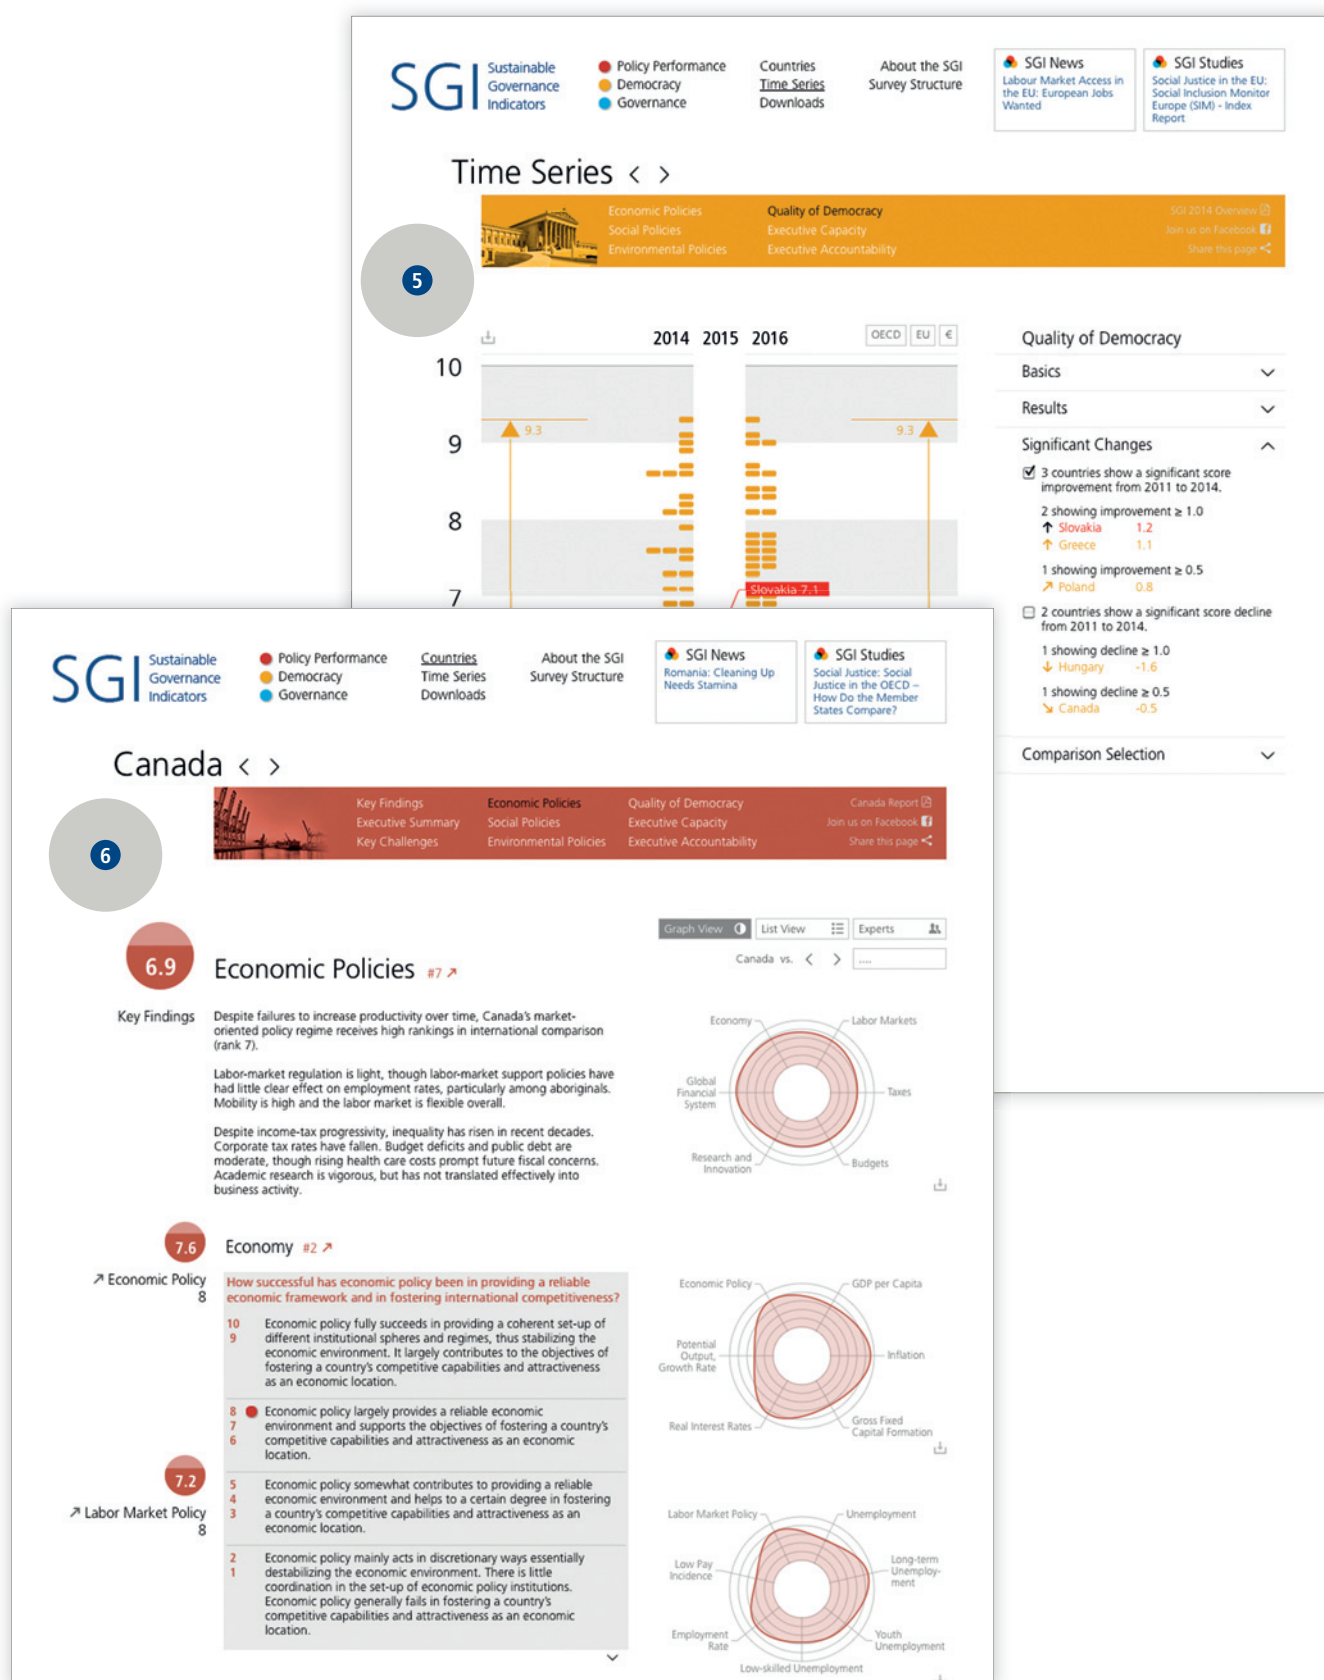 SGI Sustainable
Governance
Indicators
Policy Performance
Democracy
Governance
Countries
Time Series
Downloads
About the SGI
Survey Structure
SGI News
Labour Market Access in
the EU: European Jobs
Wanted
SGI Studies
Social Justice in the EU:
Social Inclusion Monitor
Europe (SIM) - Index
Report
Time Series < >
Economic Policies
Social Policies
Environmental Policies
Quality of Democracy
Executive Capacity
Executive Accountability
SGI 2014 Overview
Join us on Facebook
Share this page
5
2014 2015 2016
OECD EU €
10
9
8
7
9.3
9.3
Slovakia 7.1
Quality of Democracy
Basics
Results
Significant Changes
3 countries show a significant score
improvement from 2011 to 2014.
2 showing improvement ≥ 1.0
↑ Slovakia 1.2
↑ Greece 1.1
1 showing improvement ≥ 0.5
↗ Poland 0.8
2 countries show a significant score decline
from 2011 to 2014.
1 showing decline ≥ 1.0
↓ Hungary -1.6
1 showing decline ≥ 0.5
↘ Canada -0.5
Comparison Selection
SGI Sustainable
Governance
Indicators
Policy Performance
Democracy
Governance
Countries
Time Series
Downloads
About the SGI
Survey Structure
SGI News
Romania: Cleaning Up
Needs Stamina
SGI Studies
Social Justice: Social
Justice in the OECD –
How Do the Member
States Compare?
Canada < >
Key Findings
Executive Summary
Key Challenges
Economic Policies
Social Policies
Environmental Policies
Quality of Democracy
Executive Capacity
Executive Accountability
Canada Report
Join us on Facebook
Share this page
6
Graph View
List View
Experts
Canada vs. < > ....
6.9
Economic Policies #7 ↗
Key Findings
Despite failures to increase productivity over time, Canada's market-
oriented policy regime receives high rankings in international comparison
(rank 7).
Labor-market regulation is light, though labor-market support policies have
had little clear effect on employment rates, particularly among aboriginals.
Mobility is high and the labor market is flexible overall.
Despite income-tax progressivity, inequality has risen in recent decades.
Corporate tax rates have fallen. Budget deficits and public debt are
moderate, though rising health care costs prompt future fiscal concerns.
Academic research is vigorous, but has not translated effectively into
business activity.
Economy
Labor Markets
Global
Financial
System
Taxes
Research and
Innovation
Budgets
7.6
Economy #2 ↗
↗ Economic Policy
8
How successful has economic policy been in providing a reliable
economic framework and in fostering international competitiveness?
10 Economic policy fully succeeds in providing a coherent set-up of
9 different institutional spheres and regimes, thus stabilizing the
economic environment. It largely contributes to the objectives of
fostering a country's competitive capabilities and attractiveness
as an economic location.
8 Economic policy largely provides a reliable economic
7 environment and supports the objectives of fostering a country's
6 competitive capabilities and attractiveness as an economic
location.
5 Economic policy somewhat contributes to providing a reliable
4 economic environment and helps to a certain degree in fostering
3 a country's competitive capabilities and attractiveness as an
economic location.
2 Economic policy mainly acts in discretionary ways essentially
1 destabilizing the economic environment. There is little
coordination in the set-up of economic policy institutions.
Economic policy generally fails in fostering a country's
competitive capabilities and attractiveness as an economic
location.
7.2
↗ Labor Market Policy
8
Economic Policy
GDP per Capita
Potential
Output,
Growth Rate
Inflation
Real Interest Rates
Gross Fixed
Capital Formation
Labor Market Policy
Unemployment
Low Pay
Incidence
Long-term
Unemploy-
ment
Employment
Rate
Youth
Unemployment
Low-skilled Unemployment